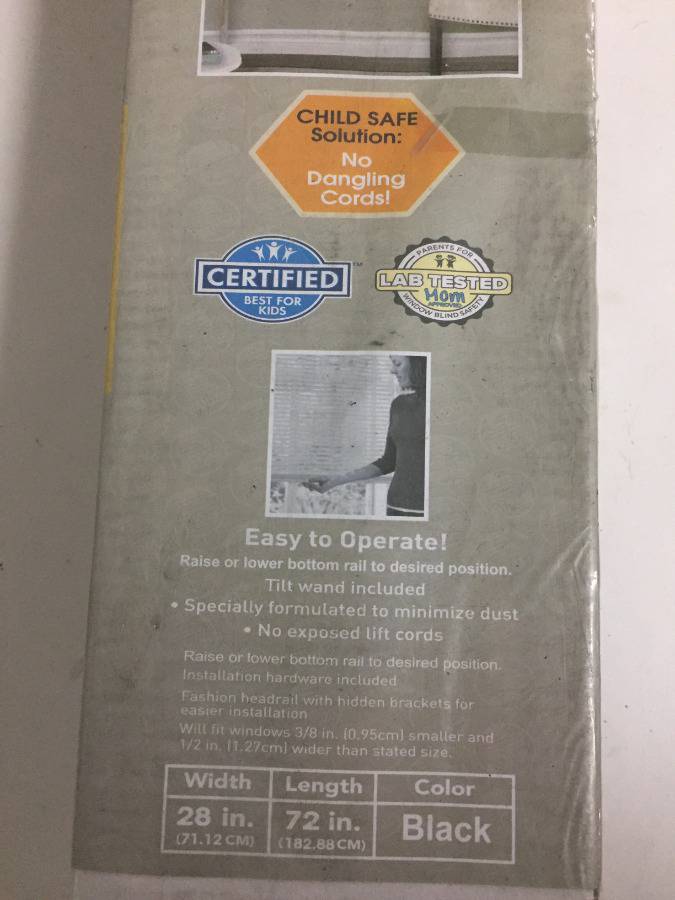 CHILD SAFE
Solution:
No
Dangling
Cords!
CERTIFIED™
BEST FOR
KIDS
PARENTS FOR
LAB TESTED
Mom
APPROVED
WINDOW BLIND SAFETY
Easy to Operate!
Raise or lower bottom rail to desired position.
Tilt wand included
• Specially formulated to minimize dust
• No exposed lift cords
Raise or lower bottom rail to desired position.
Installation hardware included
Fashion headrail with hidden brackets for
easier installation
Will fit windows 3/8 in. (0.95cm) smaller and
1/2 in. (1.27cm) wider than stated size.
Width Length Color
28 in. 72 in. Black
(71.12 CM) (182.88 CM)